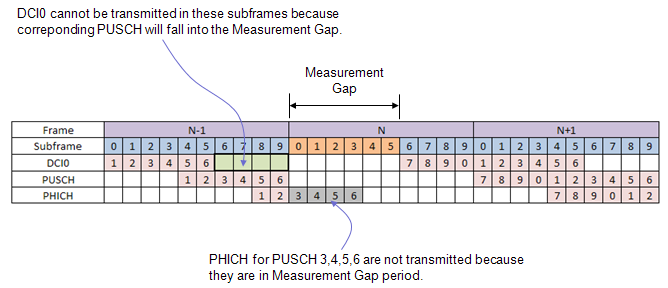 DCI0 cannot be transmitted in these subframes because
correponding PUSCH will fall into the Measurement Gap.
Measurement
Gap
Frame N-1 N N+1
Subframe 0 1 2 3 4 5 6 7 8 9 0 1 2 3 4 5 6 7 8 9 0 1 2 3 4 5 6 7 8 9
DCI0 1 2 3 4 5 6 7 8 9 0 1 2 3 4 5 6
PUSCH 1 2 3 4 5 6 7 8 9 0 1 2 3 4 5 6
PHICH 1 2 3 4 5 6 7 8 9 0 1 2
PHICH for PUSCH 3,4,5,6 are not transmitted because
they are in Measurement Gap period.